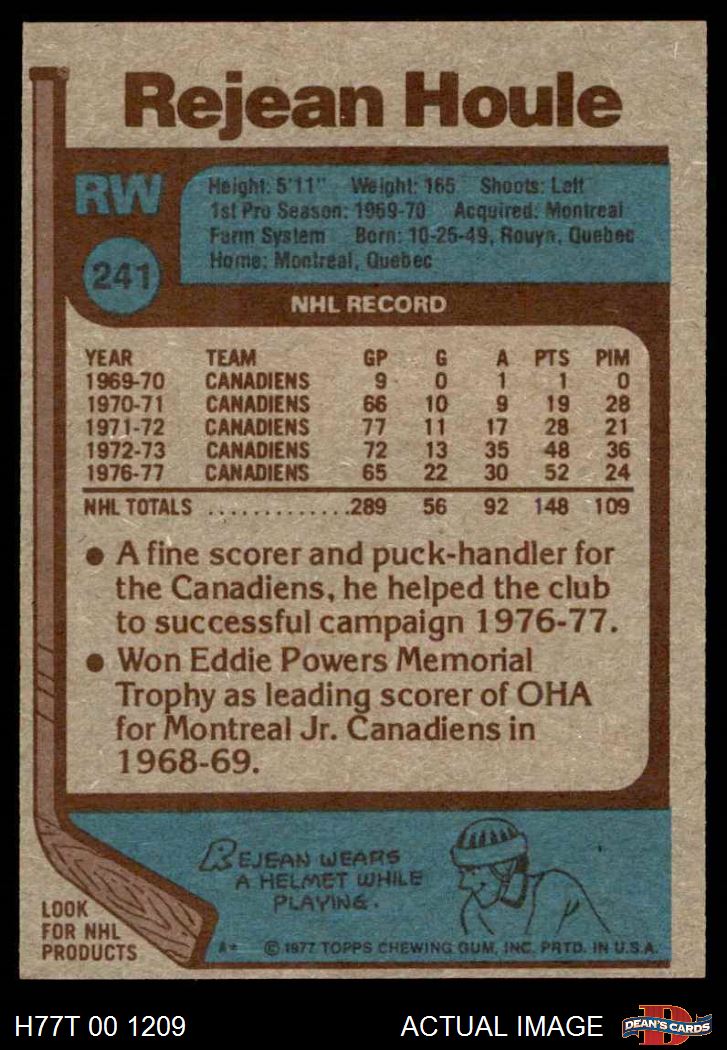 Rejean Houle
RW
Height: 5'11" Weight: 165 Shoots: Left
1st Pro Season: 1969-70 Acquired: Montreal
Farm System Born: 10-25-49, Rouyn, Quebec
Home: Montreal, Quebec
241
NHL RECORD
YEAR TEAM GP G A PTS PIM
1969-70 CANADIENS 9 0 1 1 0
1970-71 CANADIENS 66 10 9 19 28
1971-72 CANADIENS 77 11 17 28 21
1972-73 CANADIENS 72 13 35 48 36
1976-77 CANADIENS 65 22 30 52 24
NHL TOTALS .............289 56 92 148 109
● A fine scorer and puck-handler for
the Canadiens, he helped the club
to successful campaign 1976-77.
● Won Eddie Powers Memorial
Trophy as leading scorer of OHA
for Montreal Jr. Canadiens in
1968-69.
REJEAN WEARS
A HELMET WHILE
PLAYING.
LOOK
FOR NHL
PRODUCTS
A* © 1977 TOPPS CHEWING GUM, INC. PRTD. IN U.S.A.
H77T 00 1209 ACTUAL IMAGE DEAN'S CARDS